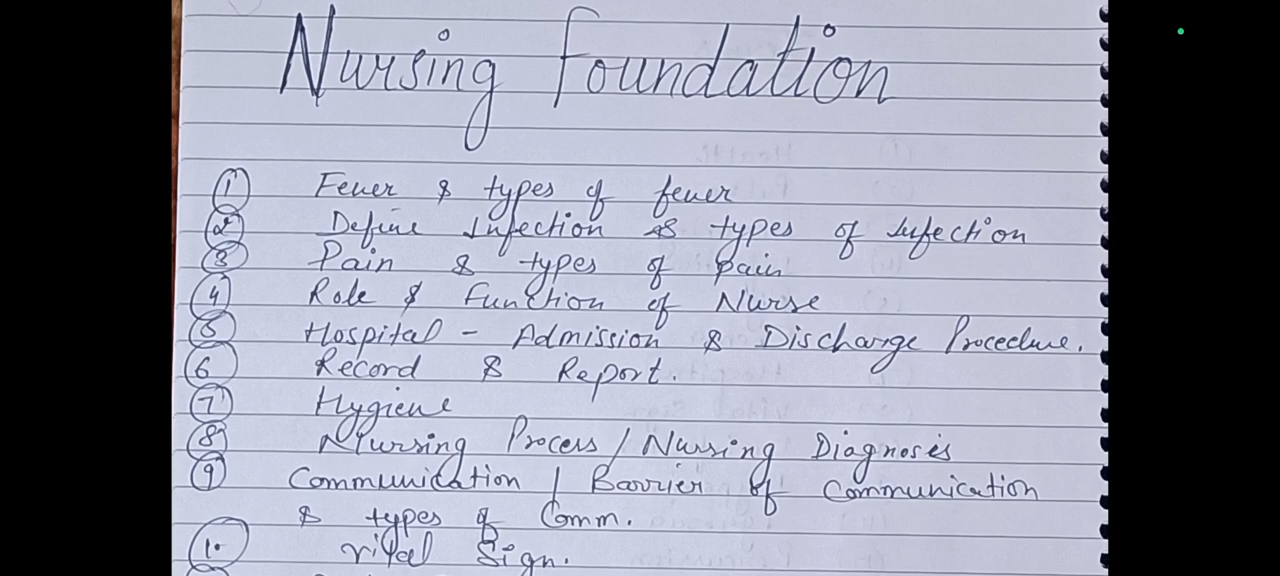 Nursing Foundation
1 Fever & types of fever
2 Define Infection & types of Infection
3 Pain & types of pain
4 Role & Function of Nurse
5 Hospital - Admission & Discharge Procedure.
6 Record & Report.
7 Hygiene
8 Nursing Process / Nursing Diagnosis
9 Communication / Barrier of Communication
& types of Comm.
10. Vital Sign.